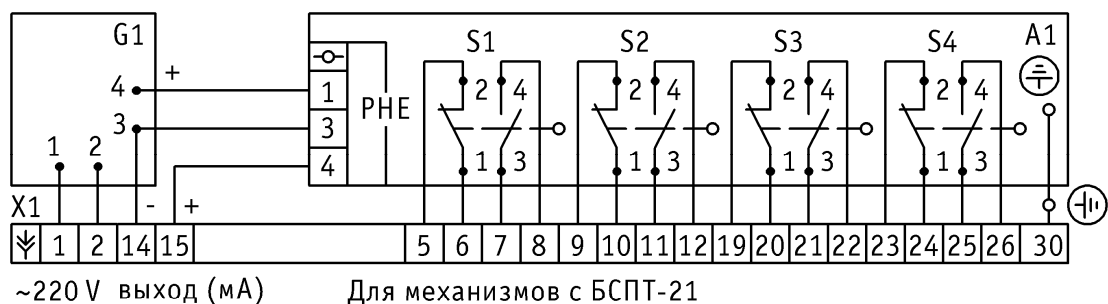 G1 S1 S2 S3 S4 A1
4 + 1 2 4 2 4 2 4 2 4
PHE
3 3
1 2 4 1 3 1 3 1 3 1 3
X1 - +
1 2 14 15 5 6 7 8 9 10 11 12 19 20 21 22 23 24 25 26 30
~220 V выход (мА) Для механизмов с БСПТ-21